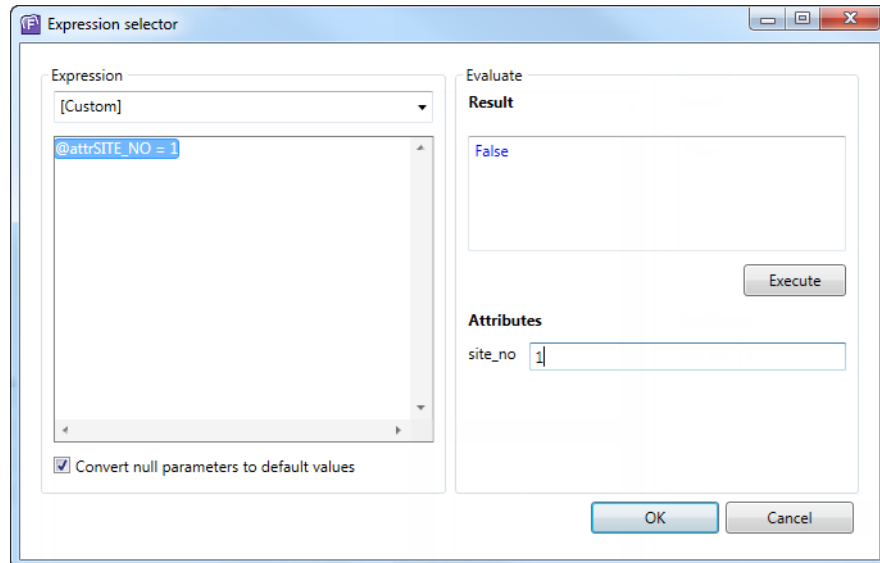 Expression selector
Expression
[Custom]
@attrSITE_NO = 1
Convert null parameters to default values
Evaluate
Result
False
Execute
Attributes
site_no 1
OK Cancel